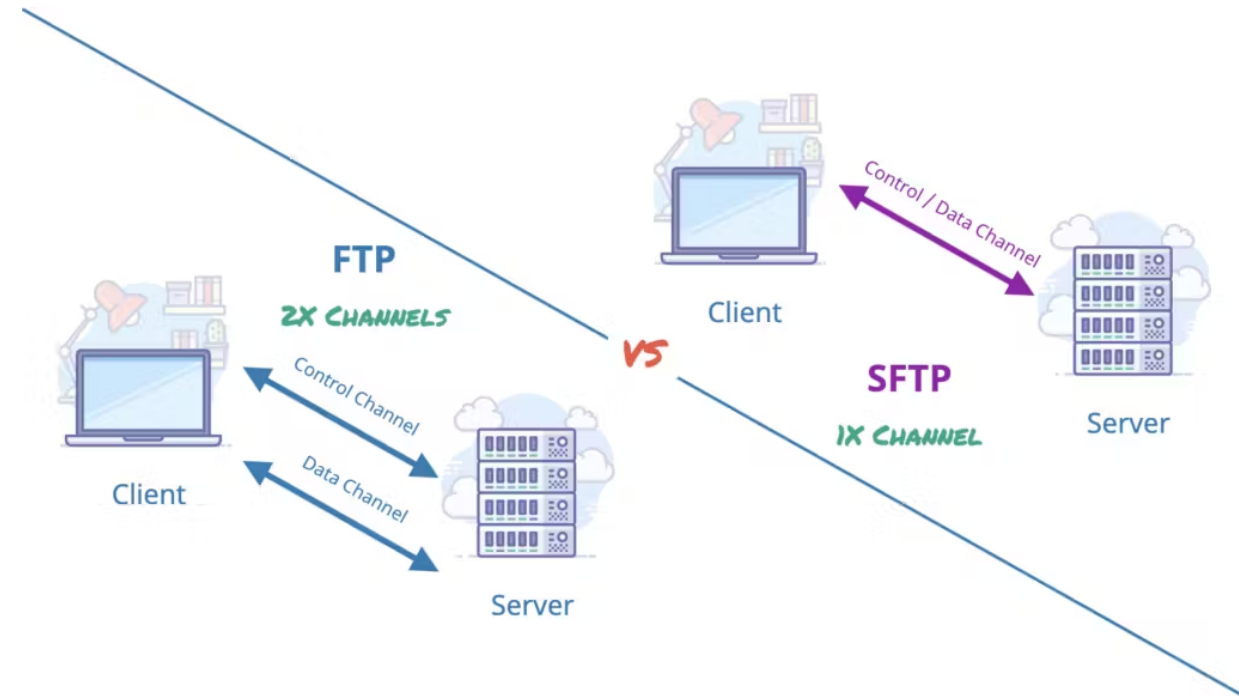 FTP
2X CHANNELS
Control Channel
Data Channel
Client
Server
VS
Control / Data Channel
Client
SFTP
1X CHANNEL
Server